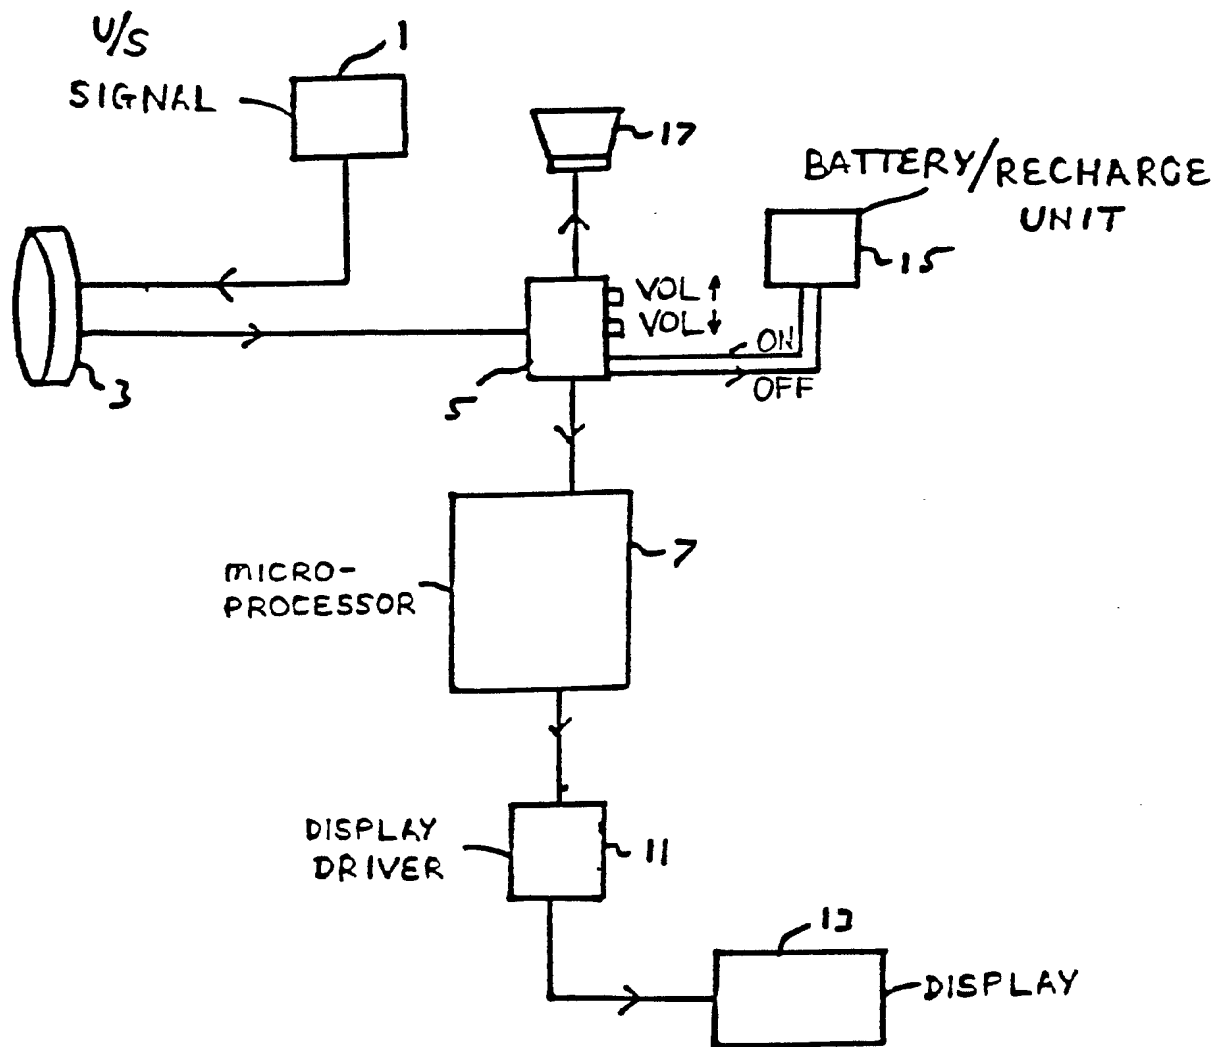 U/S
SIGNAL
1
17
BATTERY/RECHARGE
UNIT
15
VOL ↑
VOL ↓
ON
OFF
3
5
MICRO-
PROCESSOR
7
DISPLAY
DRIVER
11
13
DISPLAY